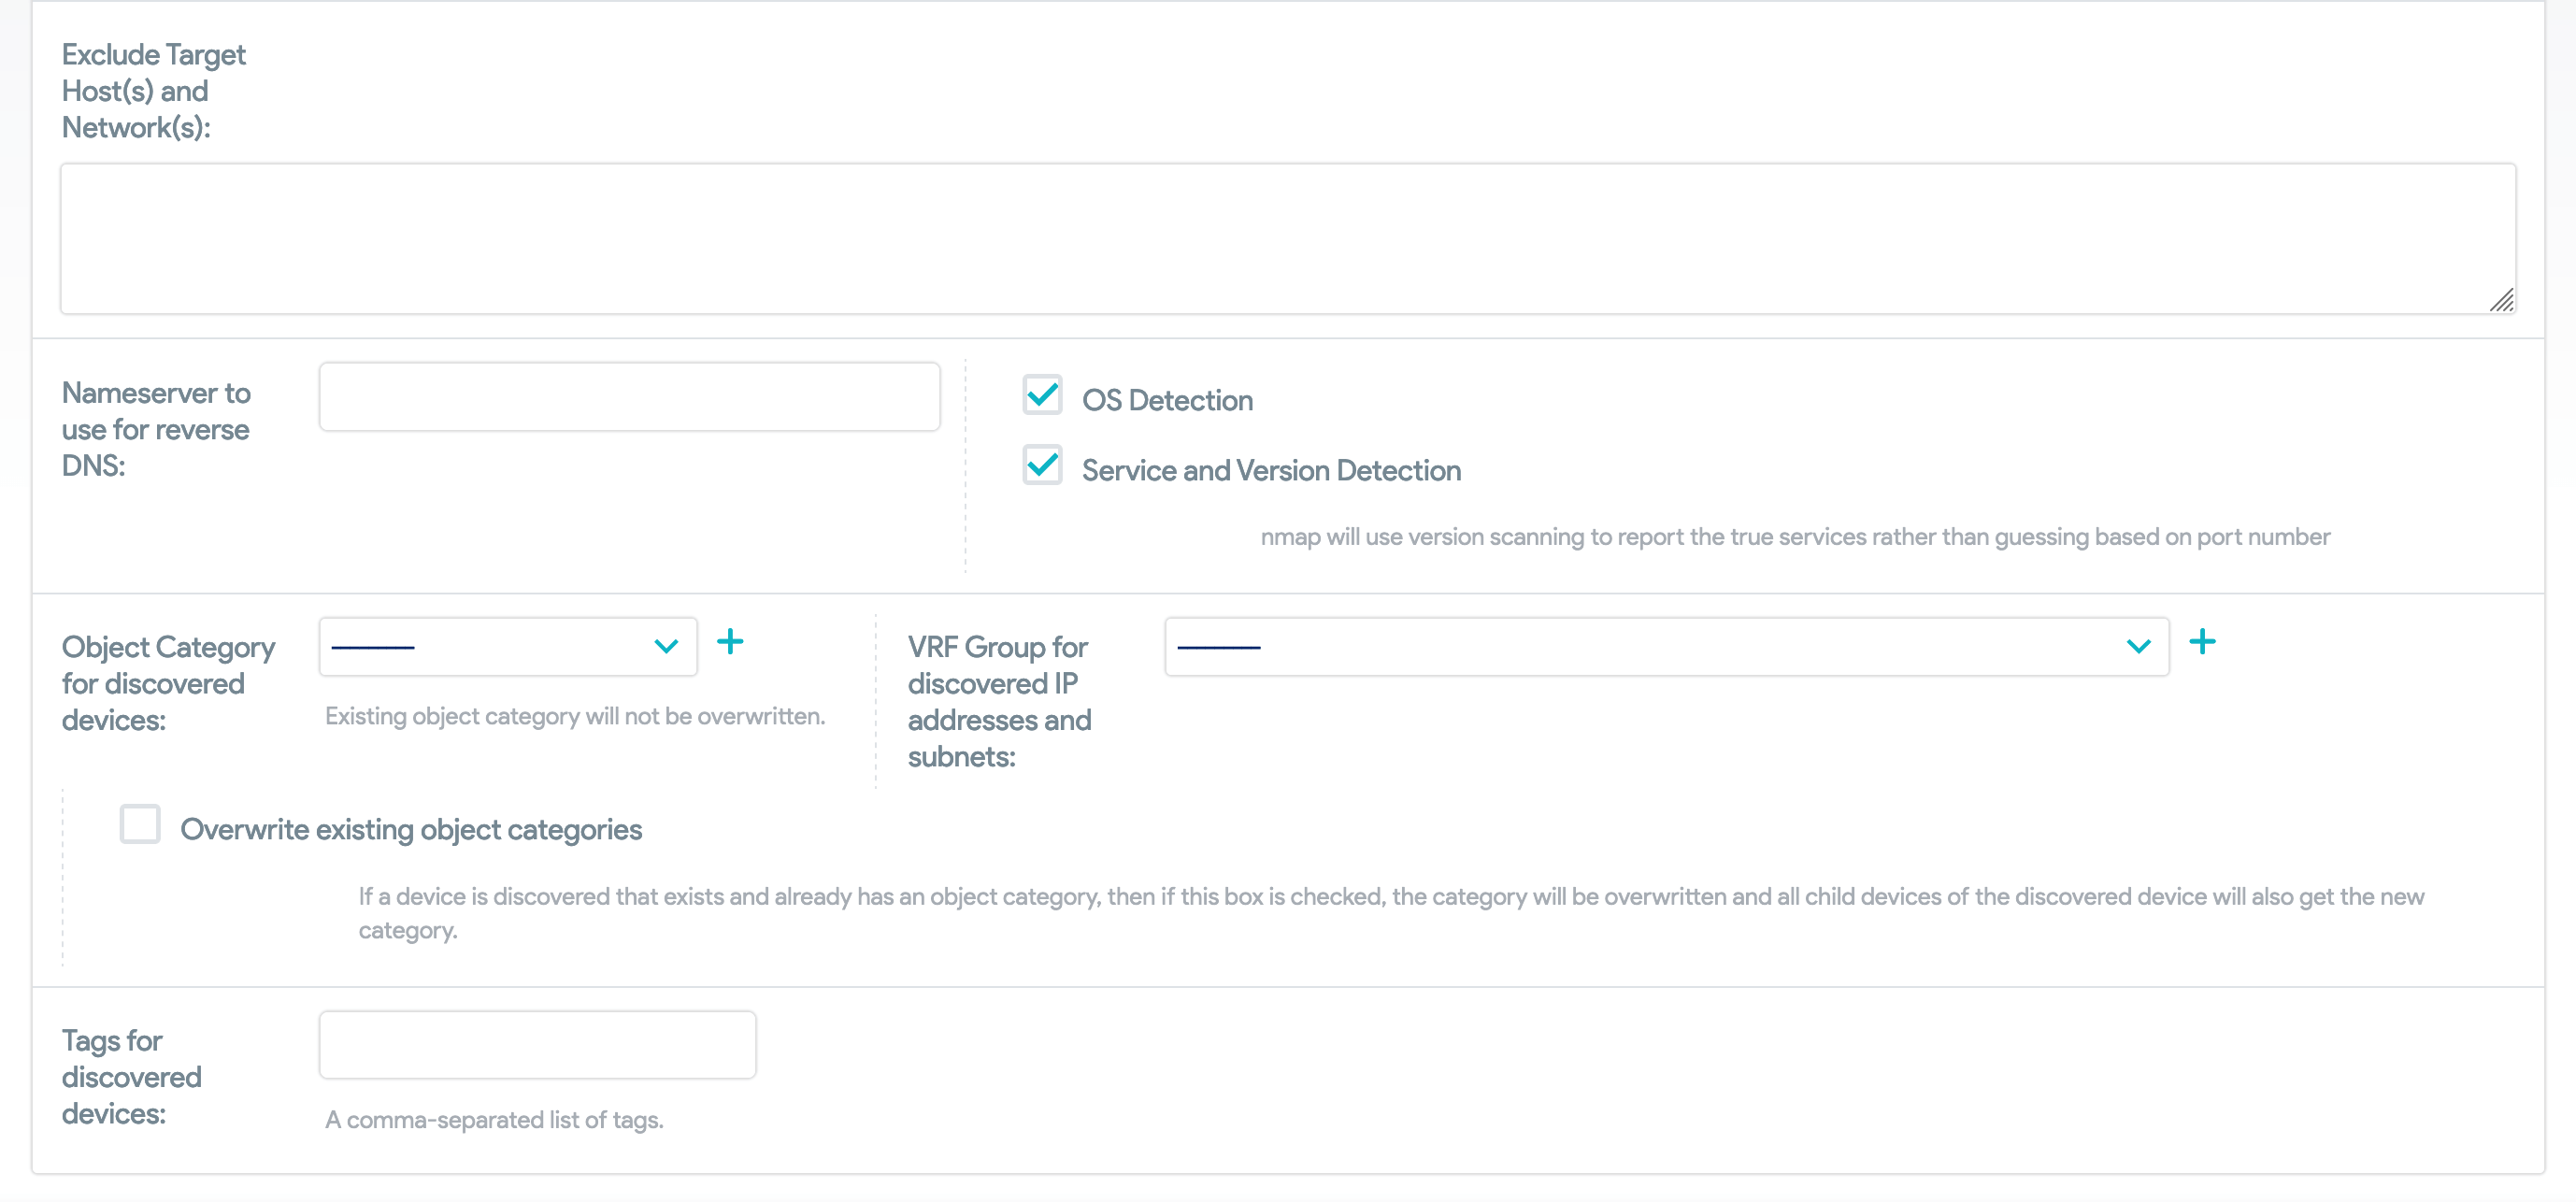 Exclude Target
Host(s) and
Network(s):
Nameserver to
use for reverse
DNS:
OS Detection
Service and Version Detection
nmap will use version scanning to report the true services rather than guessing based on port number
Object Category
for discovered
devices:
---------
Existing object category will not be overwritten.
VRF Group for
discovered IP
addresses and
subnets:
---------
Overwrite existing object categories
If a device is discovered that exists and already has an object category, then if this box is checked, the category will be overwritten and all child devices of the discovered device will also get the new
category.
Tags for
discovered
devices:
A comma-separated list of tags.